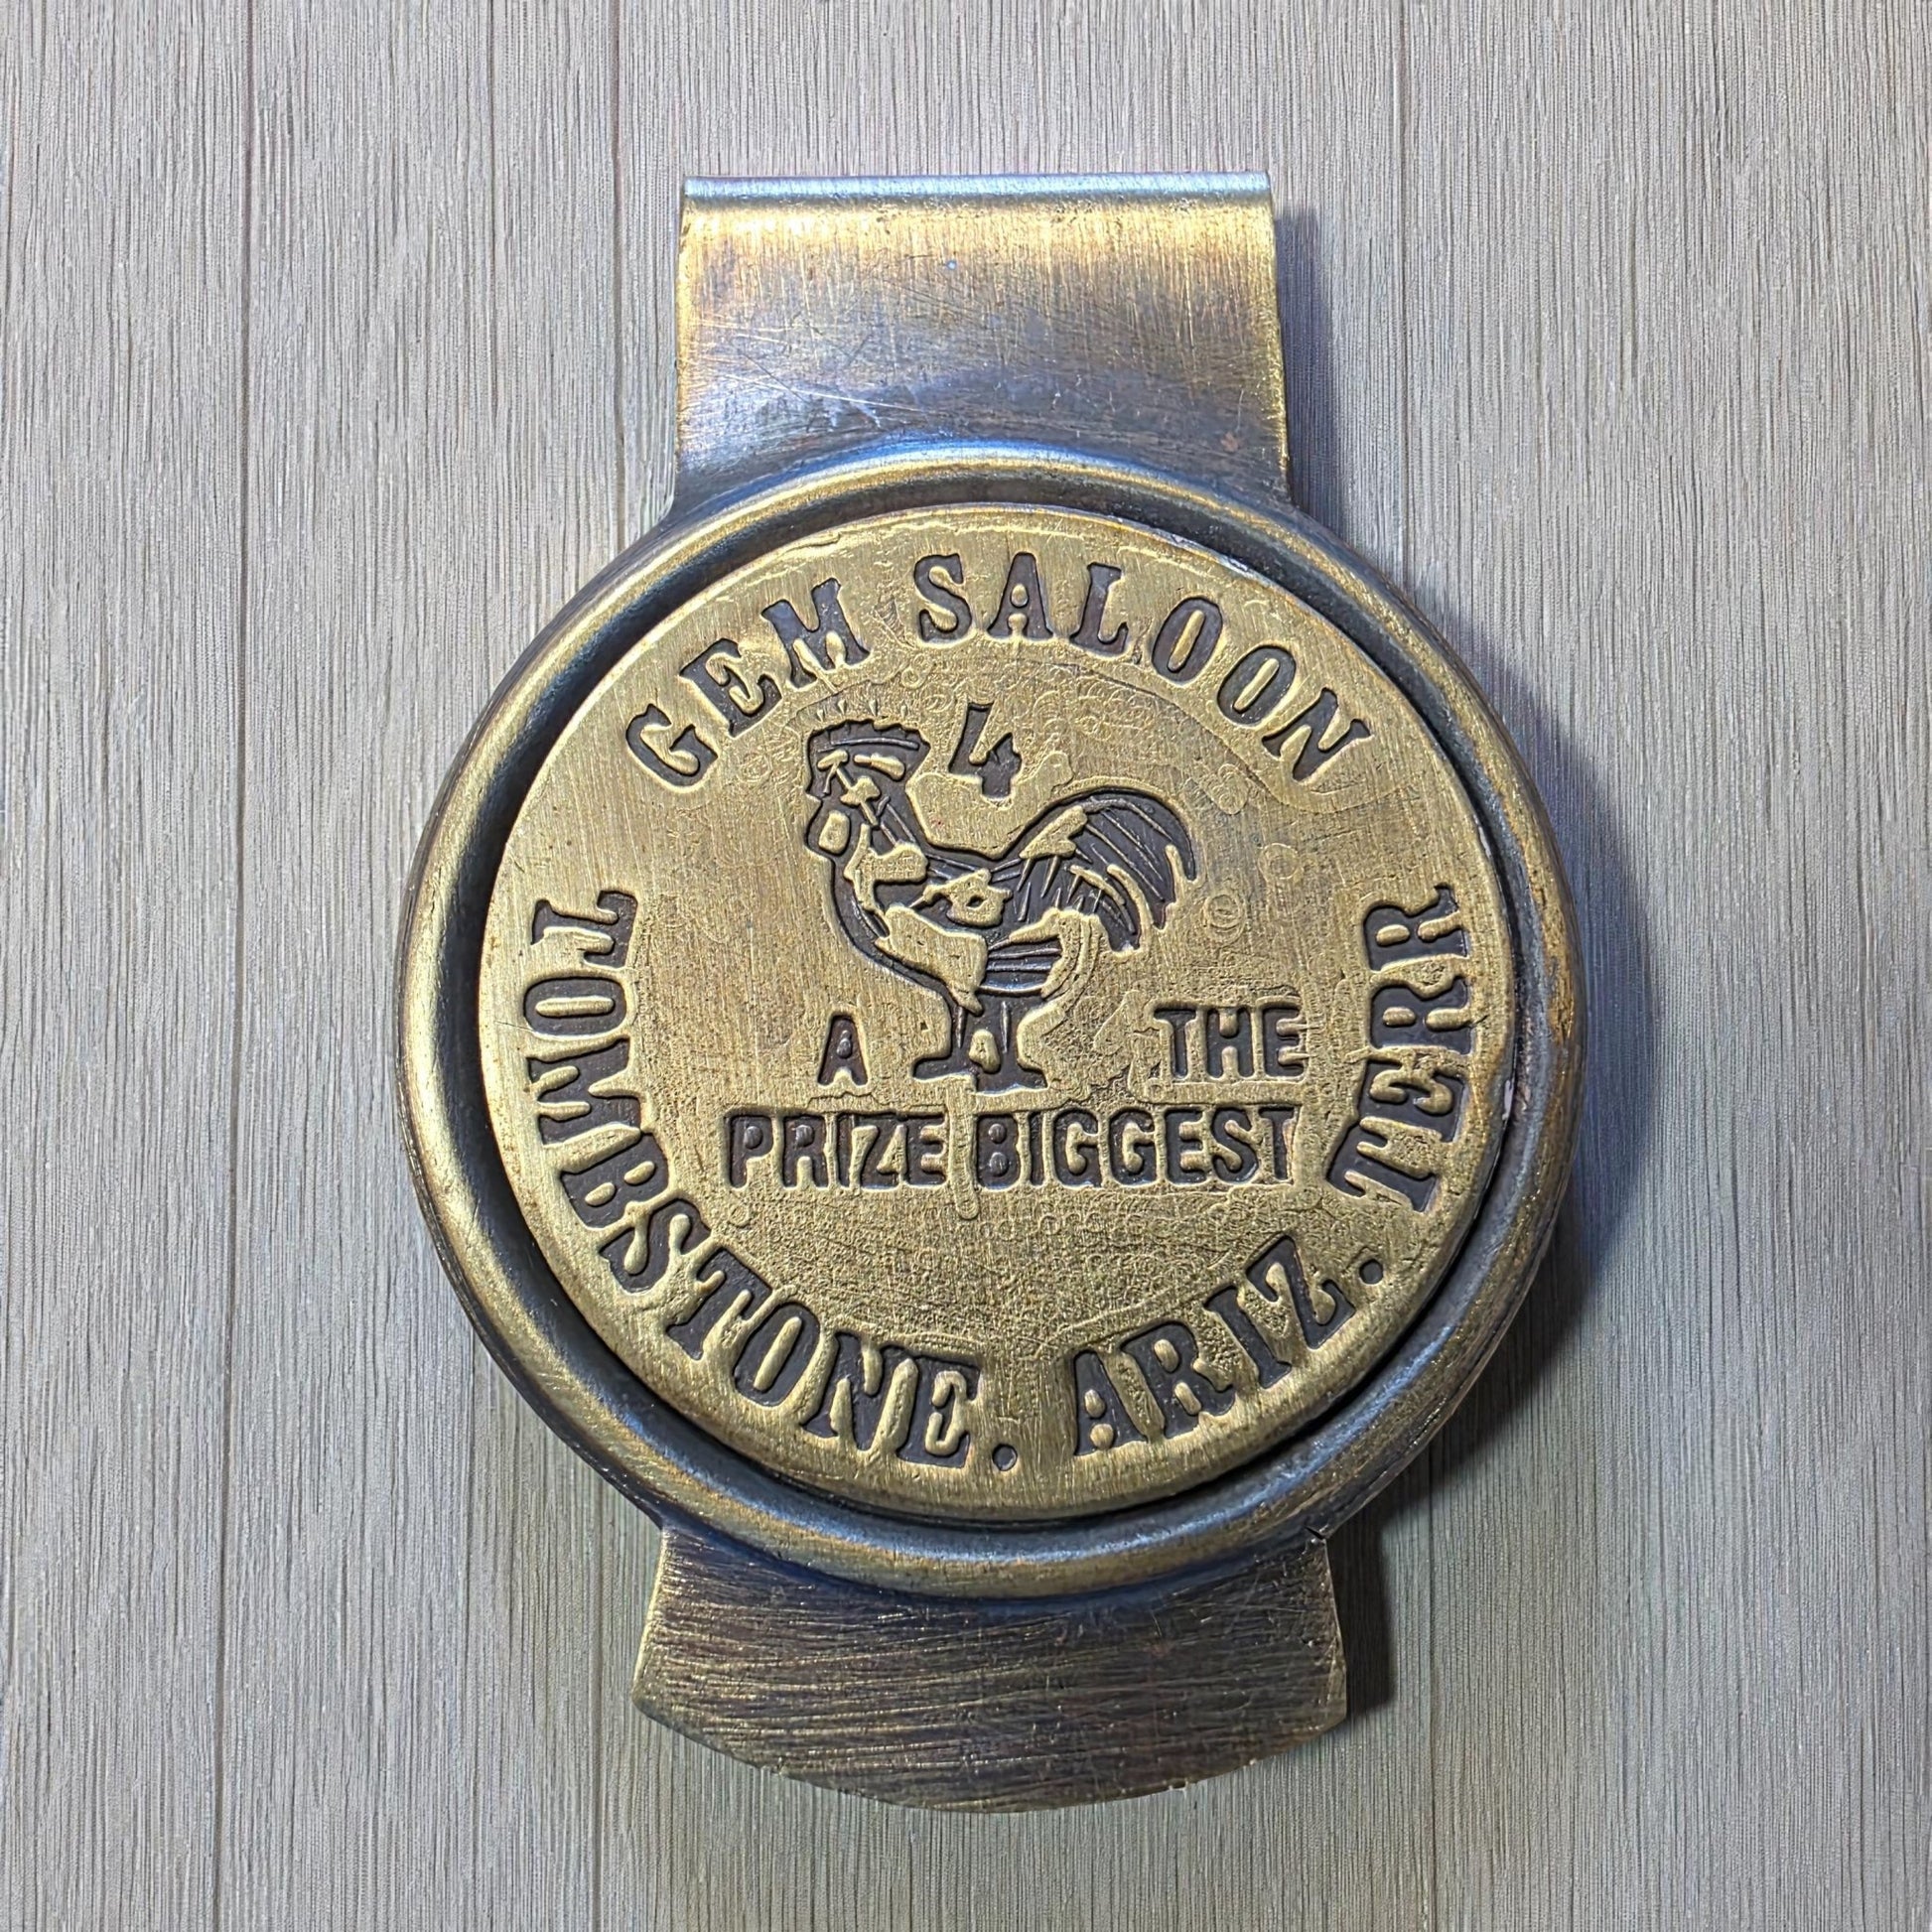 GEM SALOON
4
A THE
PRIZE BIGGEST
TOMBSTONE. ARIZ. TERR